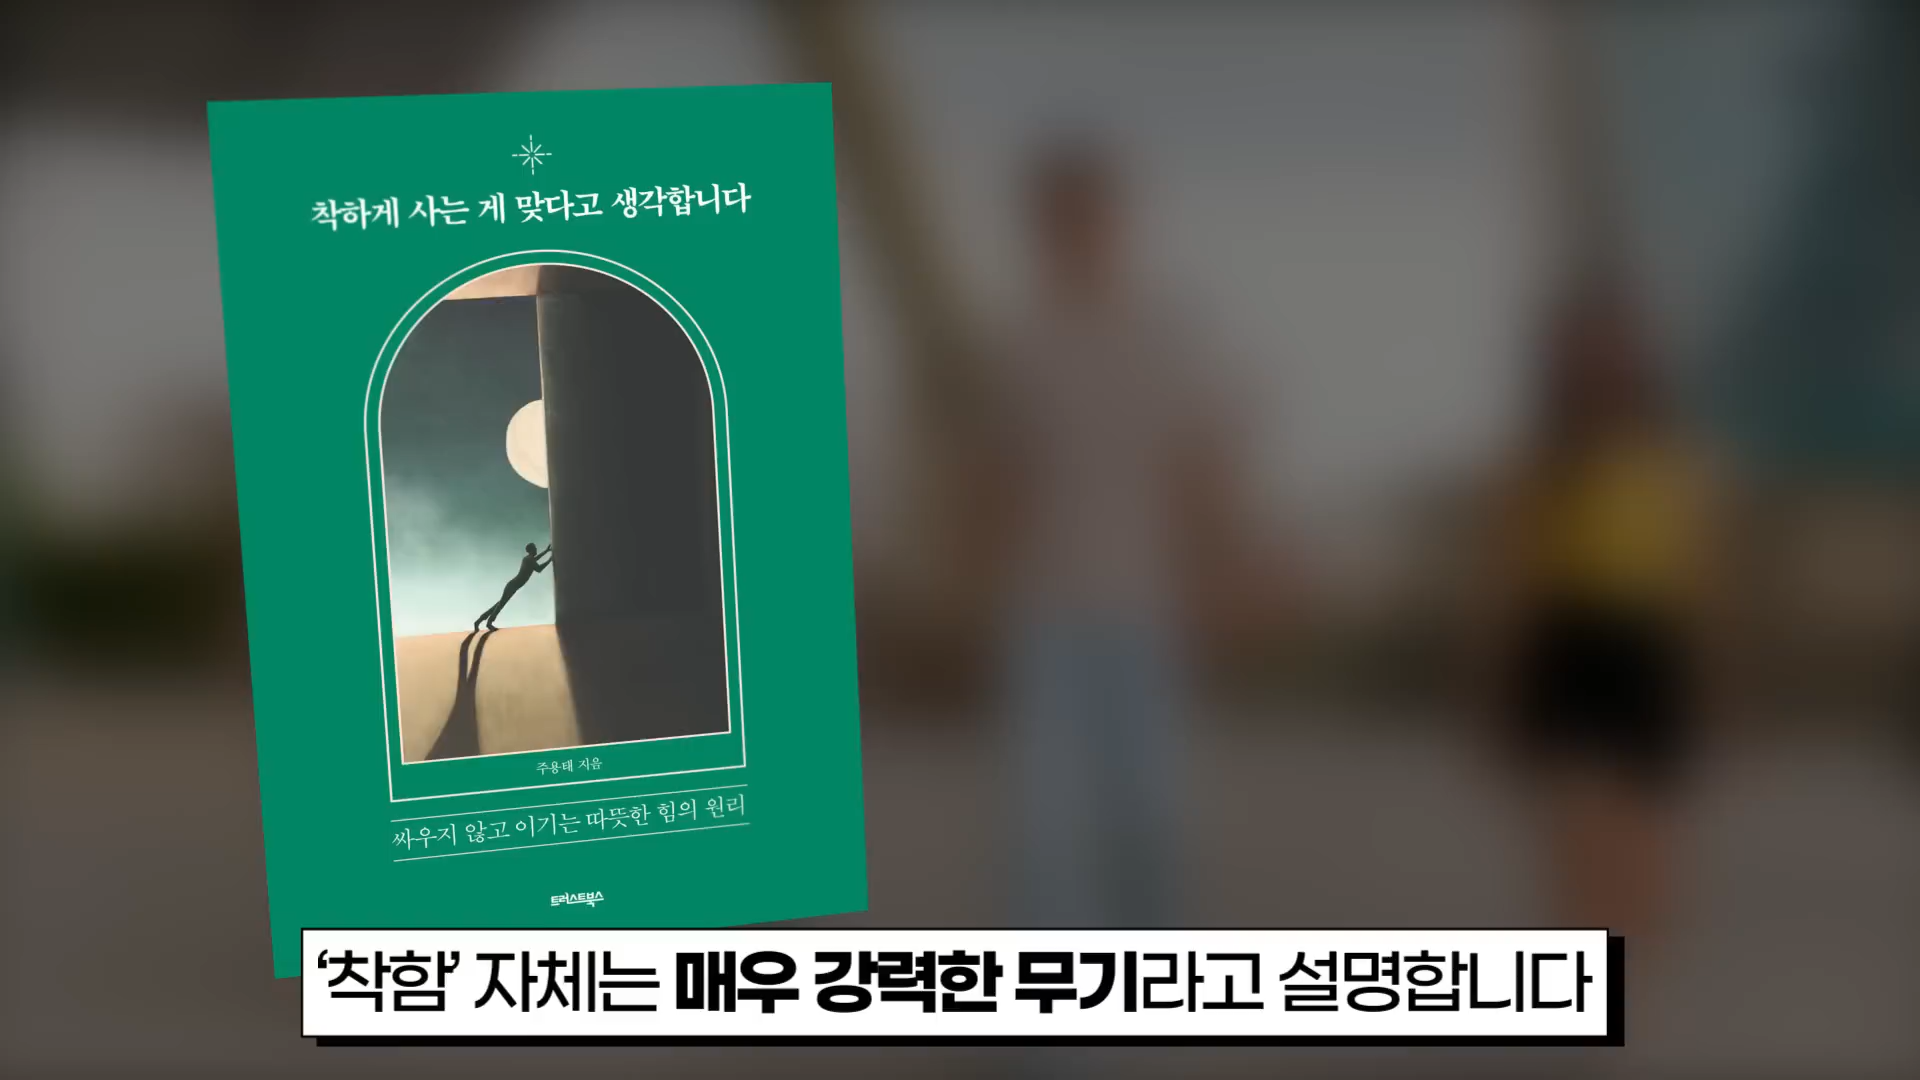 착하게 사는 게 맞다고 생각합니다
주용태 지음
싸우지 않고 이기는 따뜻한 힘의 원리
트러스트북스
‘착함’ 자체는 매우 강력한 무기라고 설명합니다